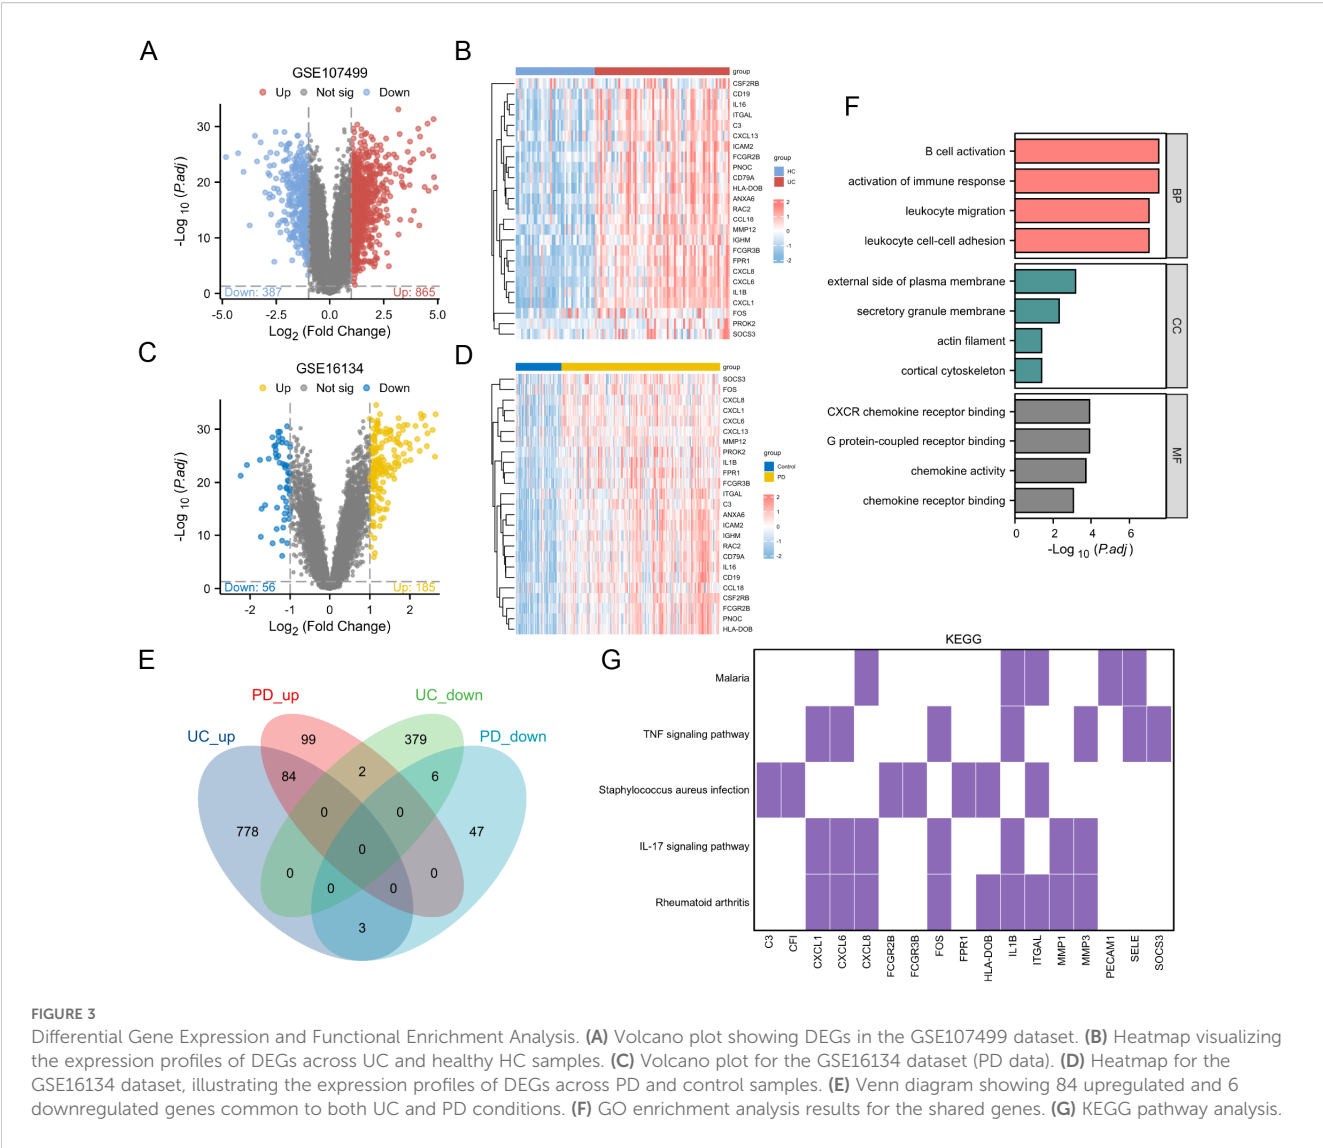 A
GSE107499
Up Not sig Down
30
20
10
0
-Log 10 (P.adj)
Down: 387
Up: 865
-5.0 -2.5 0.0 2.5 5.0
Log2 (Fold Change)
B
group
CSF2RB
CD19
IL16
ITGAL
C3
CXCL13
ICAM2
FCGR2B
PNOC
CD79A
HLA-DOB
ANXA6
RAC2
CCL18
MMP12
IGHM
FCGR3B
FPR1
CXCL8
CXCL6
IL1B
CXCL1
FOS
PROK2
SOCS3
group
HC
UC
2
1
0
-1
-2
C
GSE16134
Up Not sig Down
30
20
10
0
-Log 10 (P.adj)
Down: 56
Up: 185
-2 -1 0 1 2
Log2 (Fold Change)
D
group
SOCS3
FOS
CXCL8
CXCL1
CXCL6
CXCL13
MMP12
PROK2
IL1B
FPR1
FCGR3B
ITGAL
C3
ANXA6
ICAM2
IGHM
RAC2
CD79A
IL16
CD19
CCL18
CSF2RB
FCGR2B
PNOC
HLA-DOB
group
Control
PD
2
1
0
-1
-2
E
PD_up UC_down
UC_up PD_down
99 379
84 2 6
0 0
778 47
0
0 0
0 0
3
F
B cell activation
activation of immune response
leukocyte migration
leukocyte cell-cell adhesion
BP
external side of plasma membrane
secretory granule membrane
actin filament
cortical cytoskeleton
CC
CXCR chemokine receptor binding
G protein-coupled receptor binding
chemokine activity
chemokine receptor binding
MF
0 2 4 6
-Log 10 (P.adj)
G
KEGG
Malaria
TNF signaling pathway
Staphylococcus aureus infection
IL-17 signaling pathway
Rheumatoid arthritis
C3
CFI
CXCL1
CXCL6
CXCL8
FCGR2B
FCGR3B
FOS
FPR1
HLA-DOB
IL1B
ITGAL
MMP1
MMP3
PECAM1
SELE
SOCS3
FIGURE 3
Differential Gene Expression and Functional Enrichment Analysis. (A) Volcano plot showing DEGs in the GSE107499 dataset. (B) Heatmap visualizing
the expression profiles of DEGs across UC and healthy HC samples. (C) Volcano plot for the GSE16134 dataset (PD data). (D) Heatmap for the
GSE16134 dataset, illustrating the expression profiles of DEGs across PD and control samples. (E) Venn diagram showing 84 upregulated and 6
downregulated genes common to both UC and PD conditions. (F) GO enrichment analysis results for the shared genes. (G) KEGG pathway analysis.